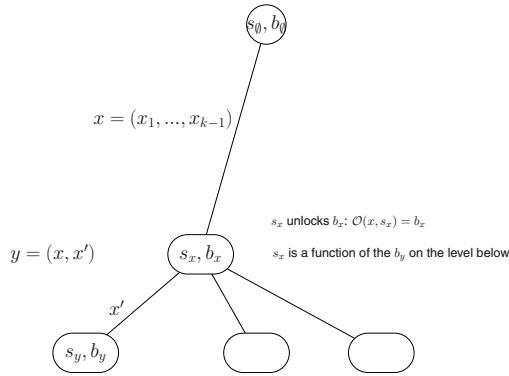 s_∅, b_∅
x = (x_1, ..., x_{k−1})
s_x unlocks b_x: 𝒪(x, s_x) = b_x
y = (x, x′)
s_x, b_x
s_x is a function of the b_y on the level below
x′
s_y, b_y